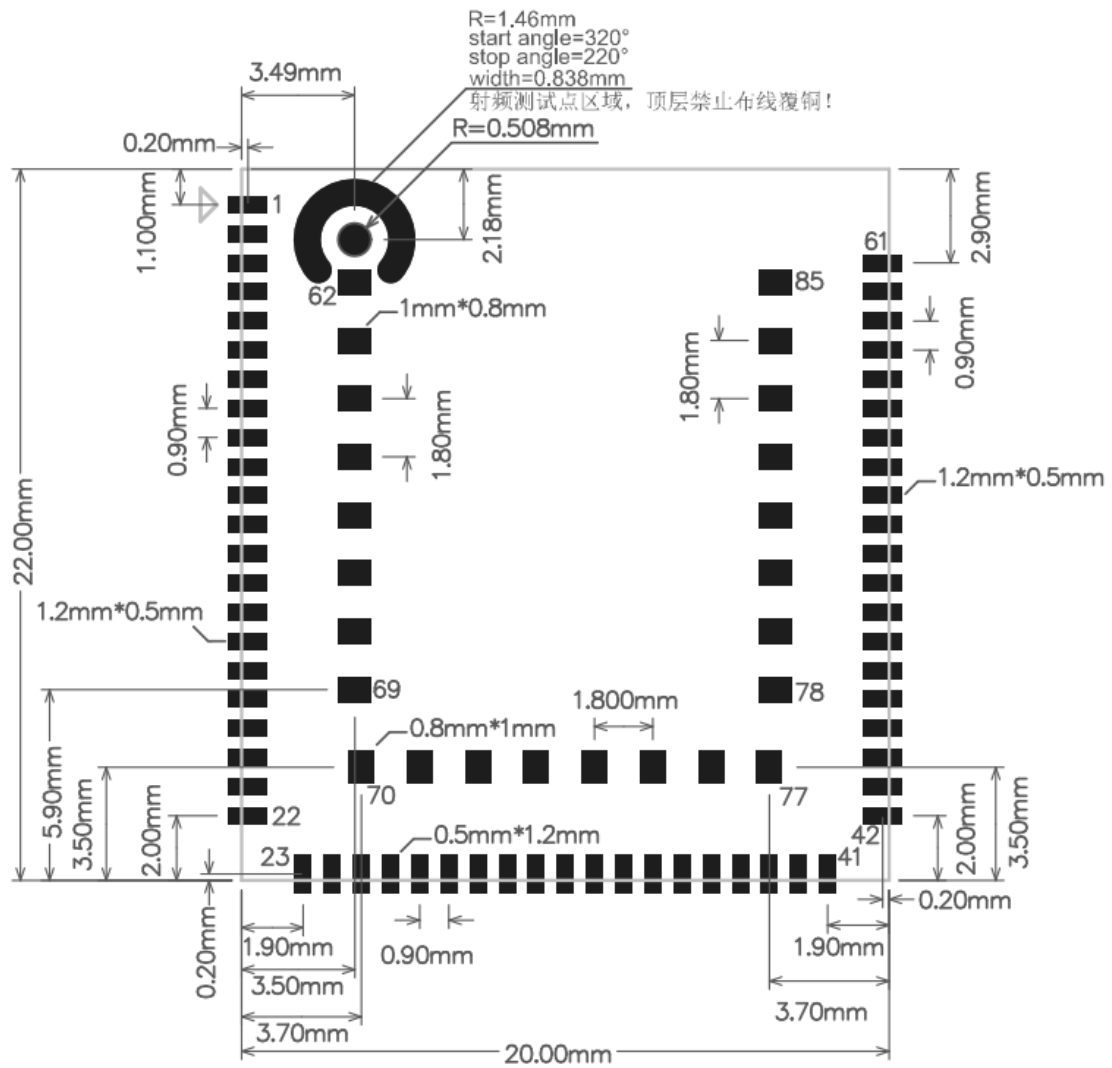 R=1.46mm
start angle=320°
stop angle=220°
width=0.838mm
射频测试点区域，顶层禁止布线覆铜！
3.49mm
R=0.508mm
0.20mm
1.100mm
1
2.18mm
2.90mm
61
62
85
1mm*0.8mm
0.90mm
1.80mm
1.80mm
0.90mm
1.2mm*0.5mm
22.00mm
1.2mm*0.5mm
69
78
1.800mm
0.8mm*1mm
5.90mm
3.50mm
2.00mm
70
77
22
42
2.00mm
3.50mm
23
0.5mm*1.2mm
41
0.20mm
0.20mm
1.90mm
0.90mm
1.90mm
3.50mm
3.70mm
3.70mm
20.00mm